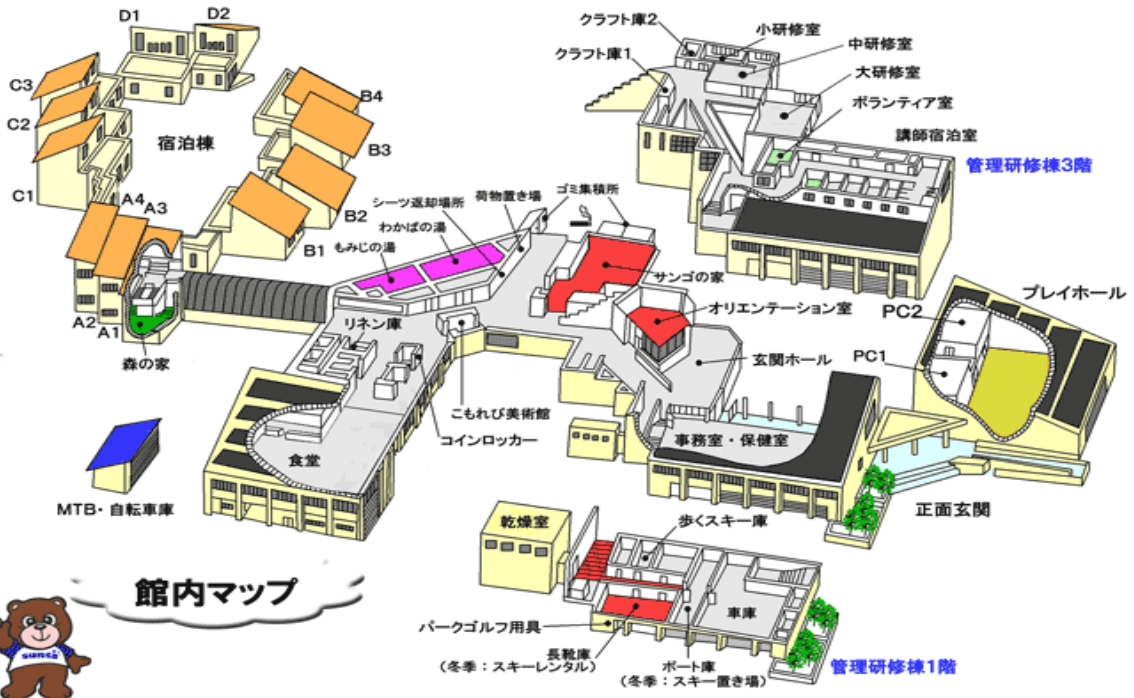 D1
D2
C3
C2
C1
宿泊棟
B4
B3
B2
B1
A4
A3
A2
A1
森の家
MTB・自転車庫
荷物置き場
ゴミ集積所
シーツ返却場所
わかばの湯
もみじの湯
サンゴの家
オリエンテーション室
リネン庫
玄関ホール
こもれび美術館
コインロッカー
食堂
事務室・保健室
クラフト庫2
小研修室
クラフト庫1
中研修室
大研修室
ボランティア室
講師宿泊室
管理研修棟3階
プレイホール
PC2
PC1
正面玄関
乾燥室
歩くスキー庫
車庫
パークゴルフ用具
長靴庫
(冬季：スキーレンタル)
ボート庫
(冬季：スキー置き場)
管理研修棟1階
館内マップ